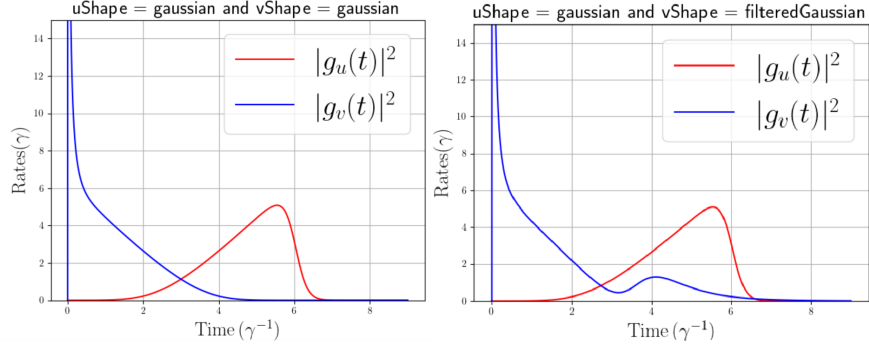 uShape = gaussian and vShape = gaussian
14
12
10
8
6
4
2
0
Rates(γ)
|g_u(t)|^2
|g_v(t)|^2
0 2 4 6 8
Time (γ^{-1})
uShape = gaussian and vShape = filteredGaussian
14
12
10
8
6
4
2
0
Rates(γ)
|g_u(t)|^2
|g_v(t)|^2
0 2 4 6 8
Time (γ^{-1})